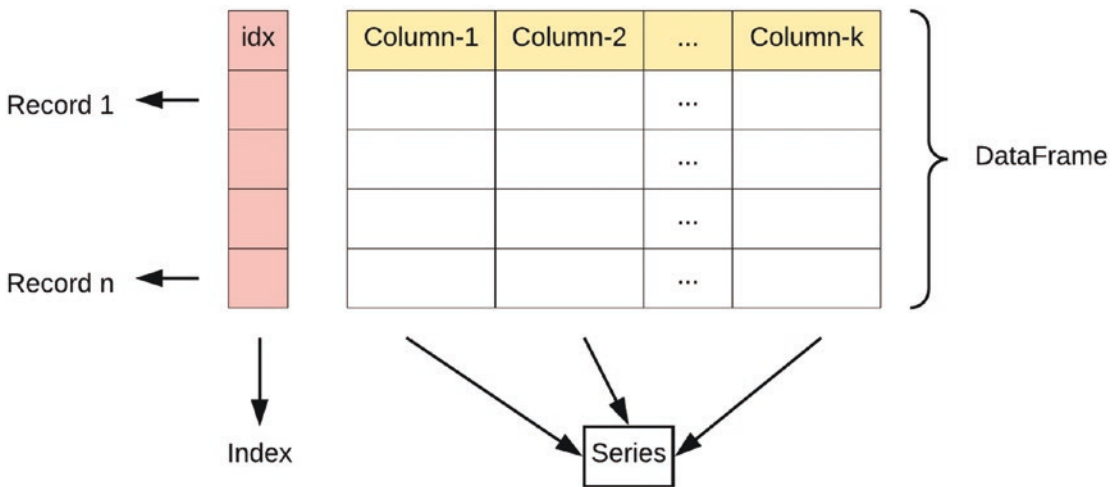 idx
Column-1 Column-2 ... Column-k
Record 1
...
...
DataFrame
...
Record n
...
Index
Series